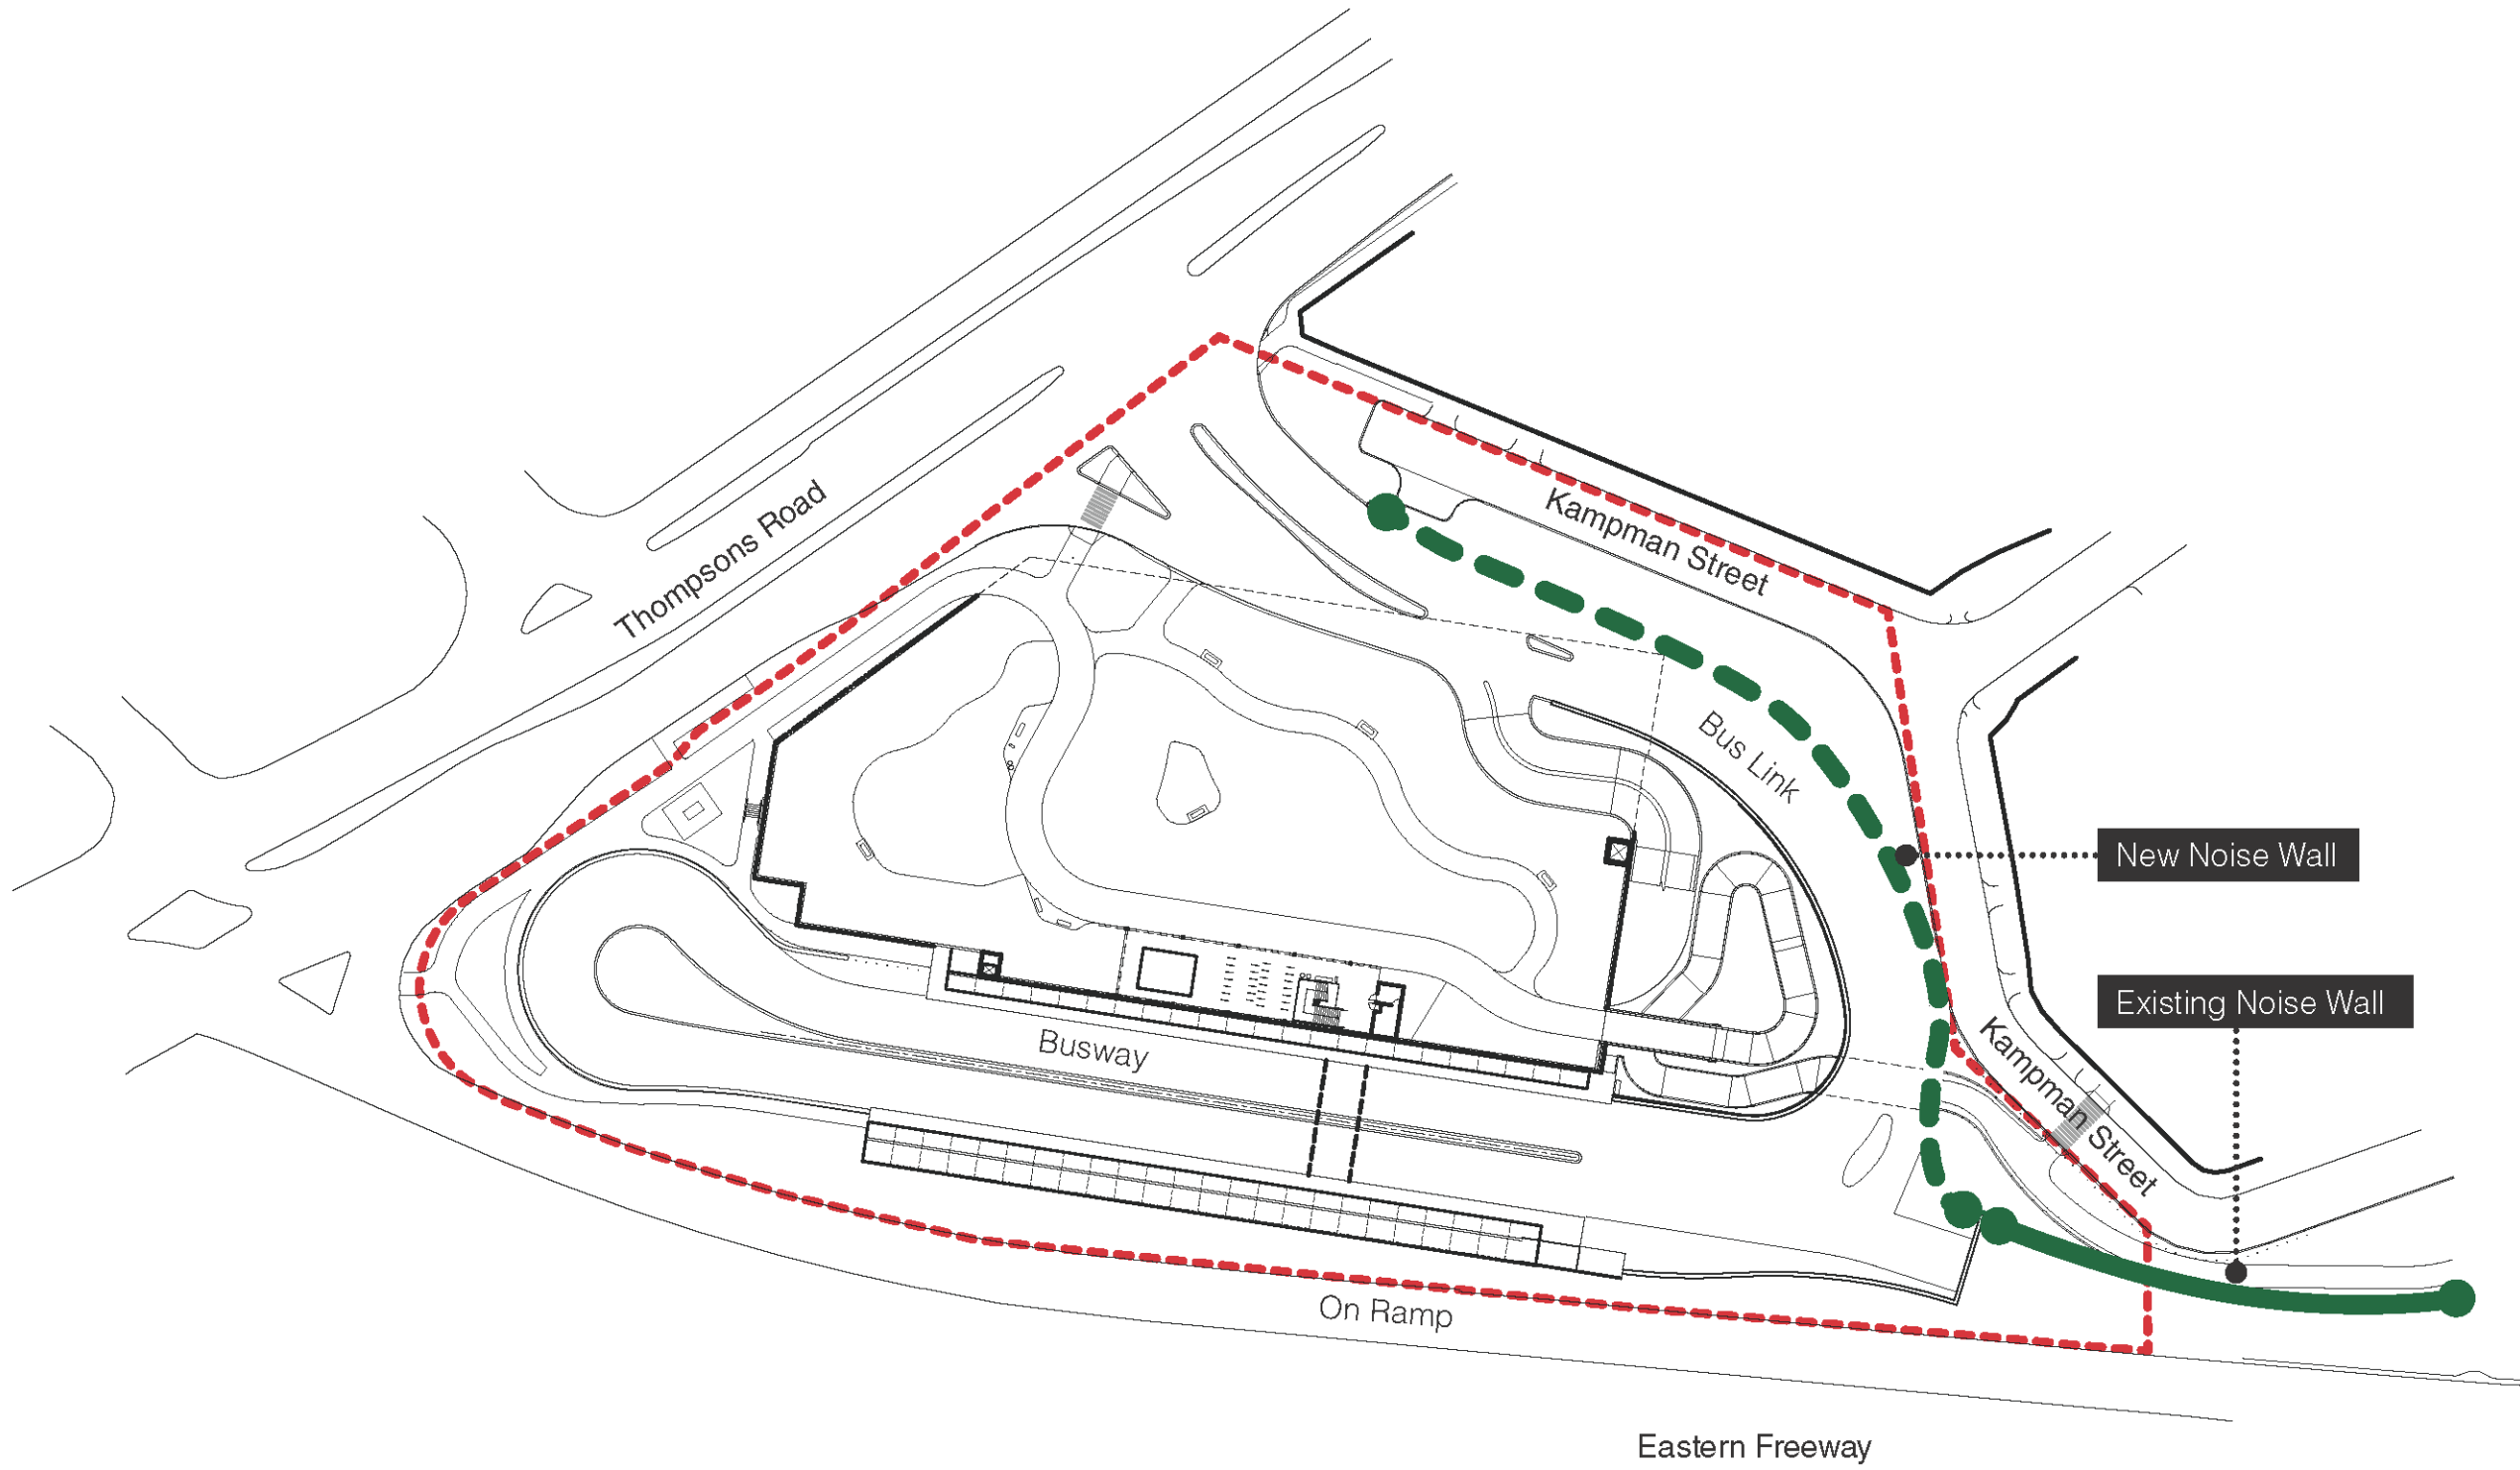 Thompsons Road
Kampman Street
Bus Link
New Noise Wall
Existing Noise Wall
Kampman Street
Busway
On Ramp
Eastern Freeway